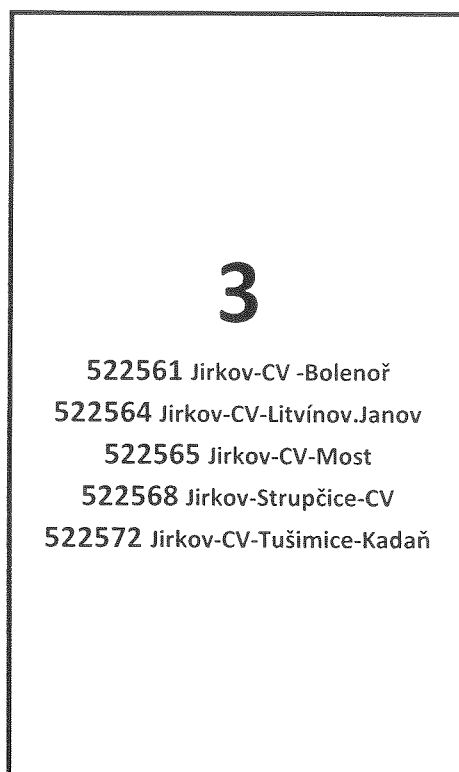 3
522561 Jirkov-CV -Bolenoř
522564 Jirkov-CV-Litvínov.Janov
522565 Jirkov-CV-Most
522568 Jirkov-Strupčice-CV
522572 Jirkov-CV-Tušimice-Kadaň